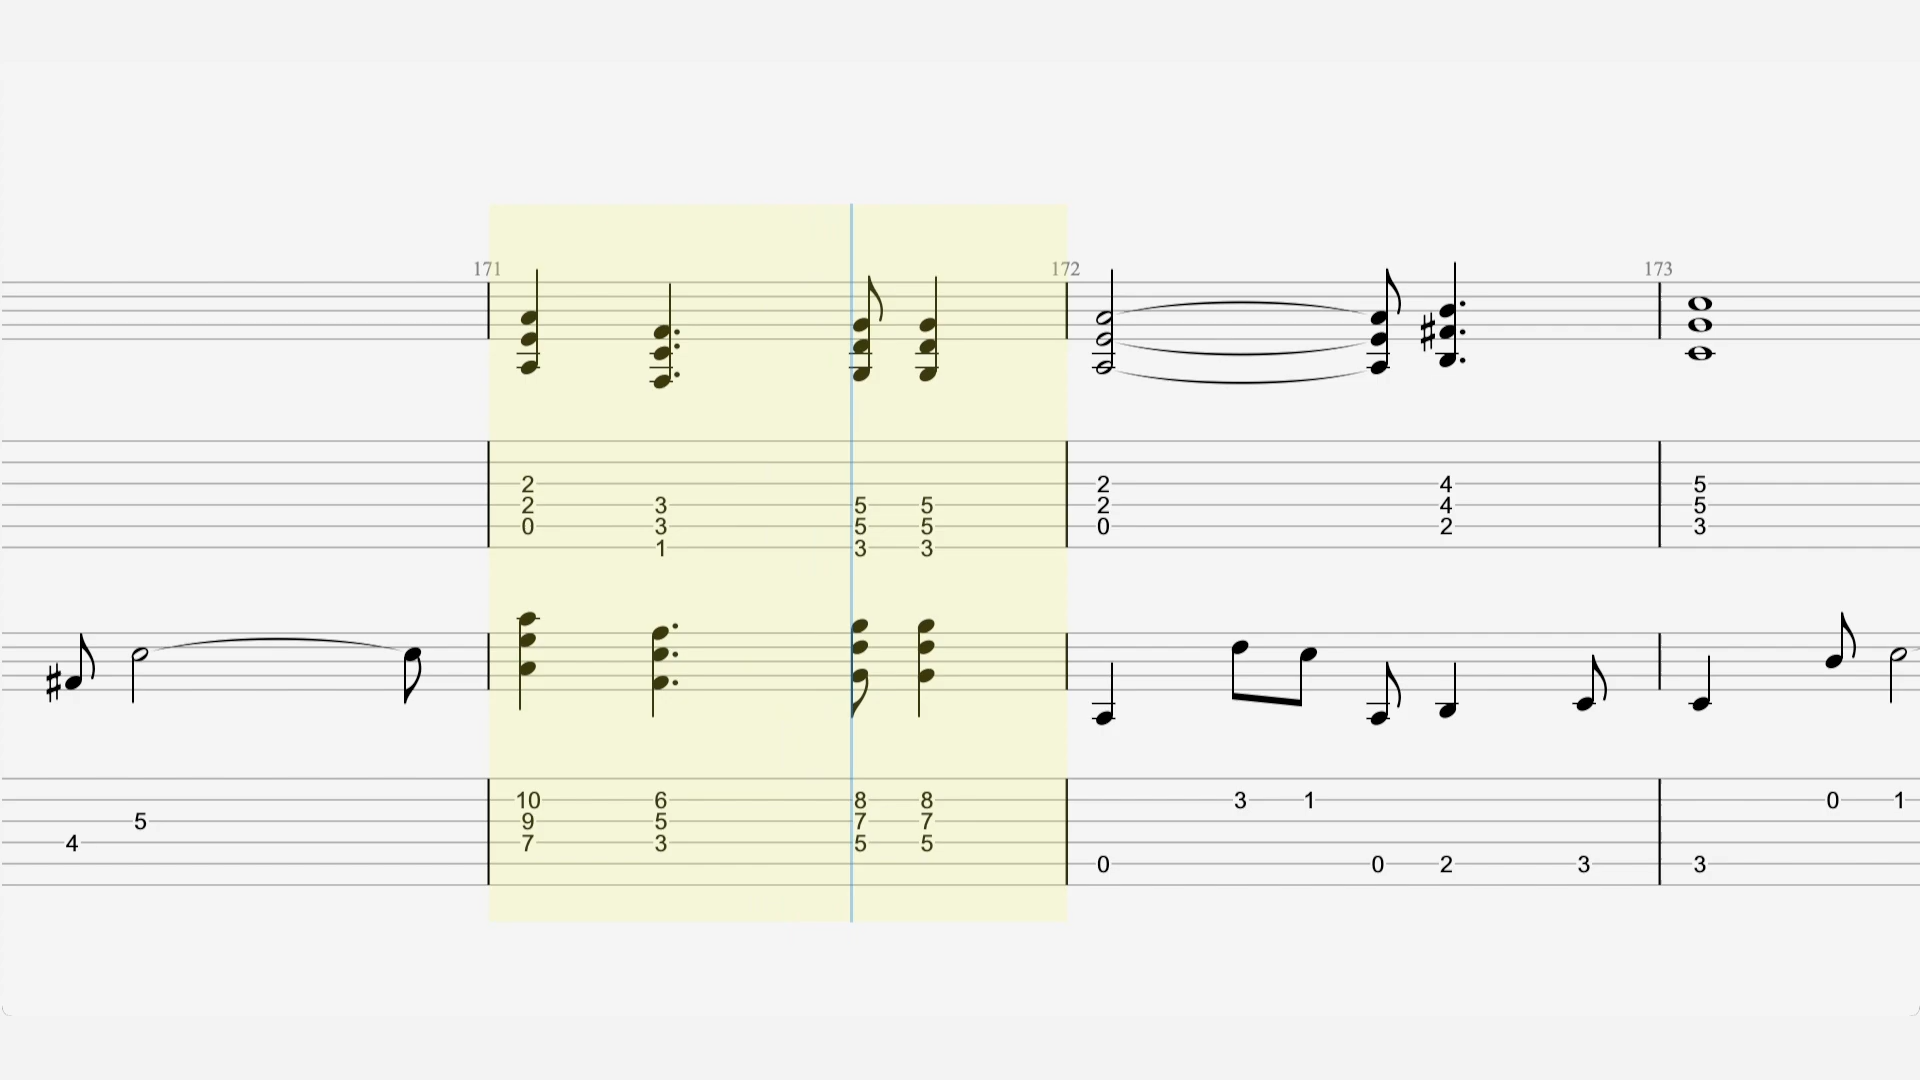 171 172 173
2 2 4 5
2 3 5 5 2 4 5
0 3 5 5 0 2 3
1 3 3
10 6 8 8 3 1 0 1
5 9 5 7 7
4 7 3 5 5
0 0 2 3 3